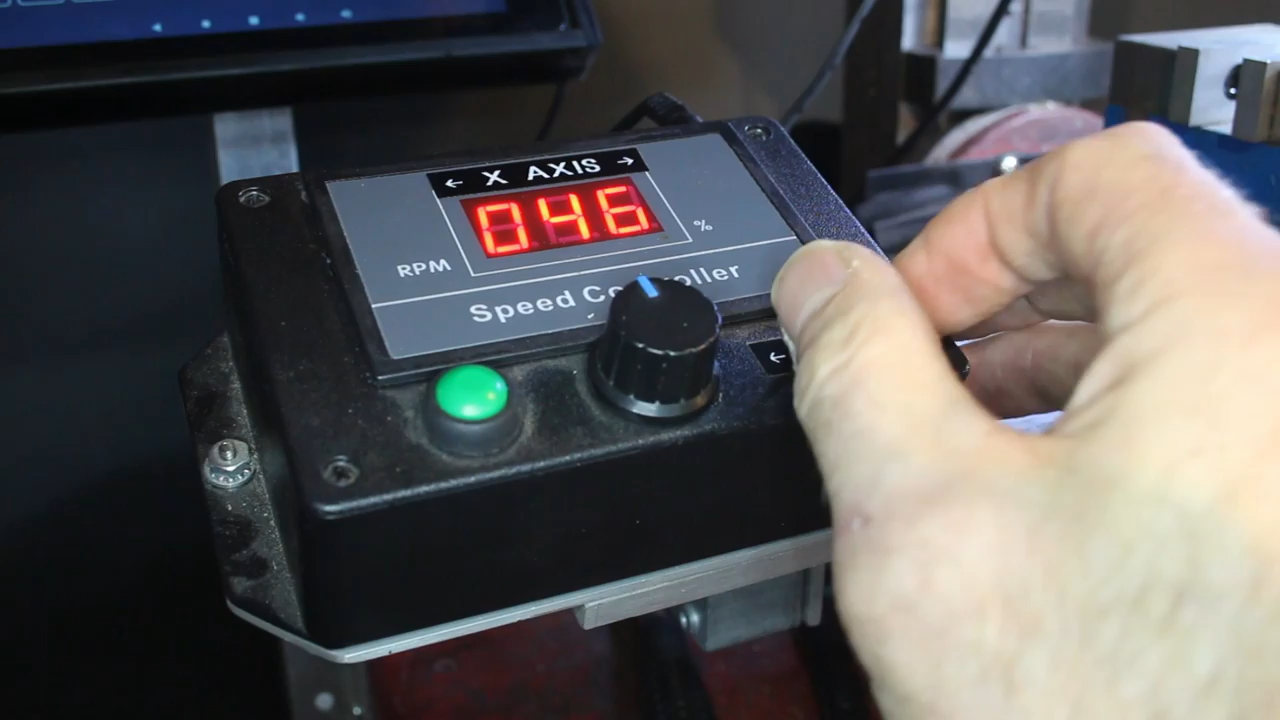 ← X AXIS →
046
RPM %
Speed Controller
←